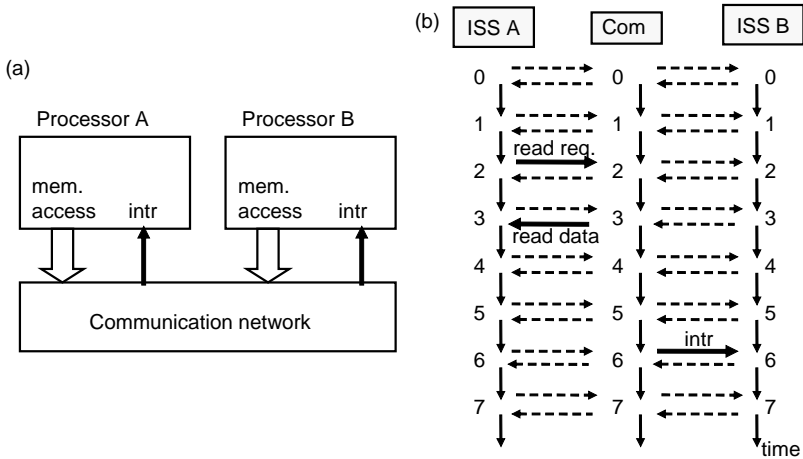 (a)
Processor A
Processor B
mem.
access
intr
mem.
access
intr
Communication network
(b)
ISS A
Com
ISS B
0 0 0
1 1 1
read req.
2 2 2
3 3 3
read data
4 4 4
5 5 5
intr
6 6 6
7 7 7
time